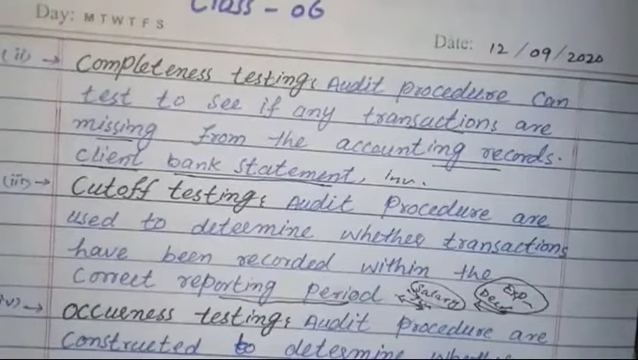 Class - 06
Day: M T W T F S
Date: 12/09/2020
(ii) → Completeness testing: Audit procedure can
test to see if any transactions are
missing from the accounting records.
client bank statement, inv.
(iii) → Cutoff testing: Audit Procedure are
used to determine whether transactions
have been recorded within the
Correct reporting Period Salary Dec Exp-
iv) → Occurness testing: Audit Procedure are
Constructed to determine